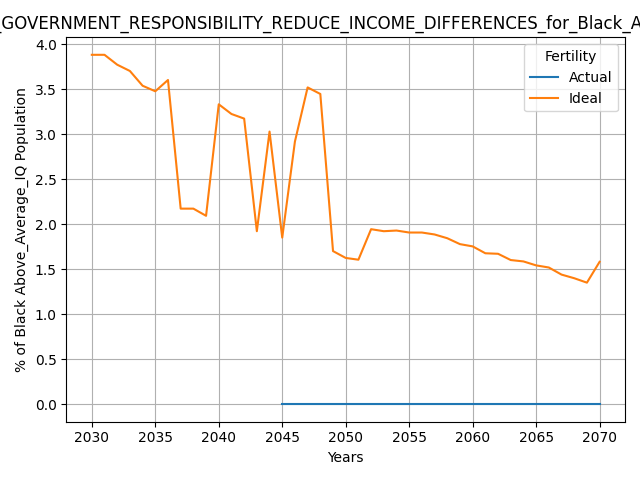 _GOVERNMENT_RESPONSIBILITY_REDUCE_INCOME_DIFFERENCES_for_Black_A
Fertility
Actual
Ideal
% of Black Above_Average_IQ Population
4.0
3.5
3.0
2.5
2.0
1.5
1.0
0.5
0.0
2030 2035 2040 2045 2050 2055 2060 2065 2070
Years